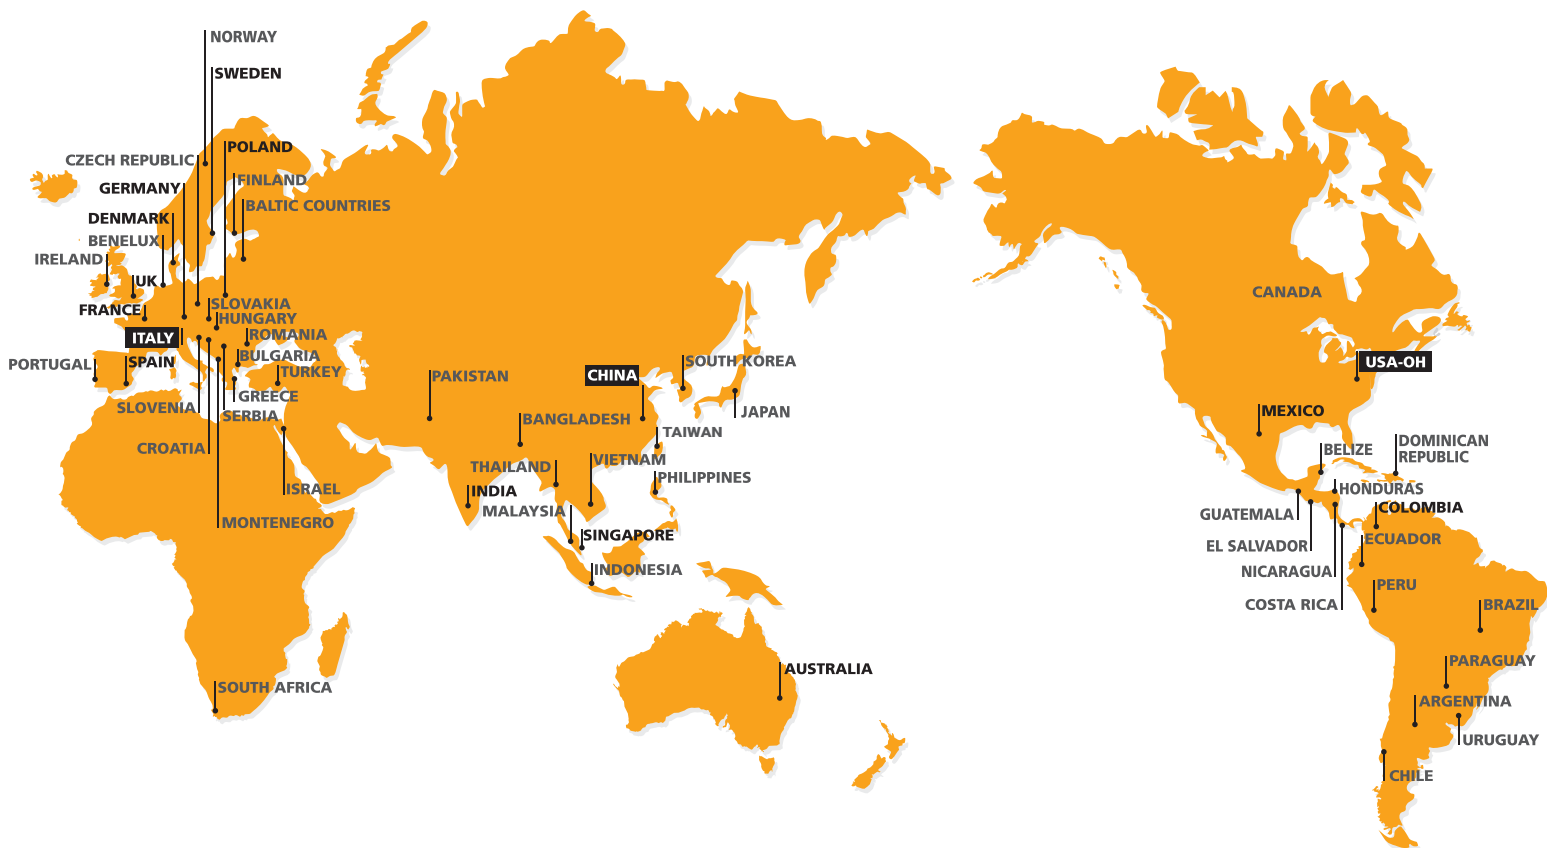 NORWAY
SWEDEN
POLAND
CZECH REPUBLIC
FINLAND
GERMANY
BALTIC COUNTRIES
DENMARK
BENELUX
IRELAND
UK
SLOVAKIA
FRANCE
HUNGARY
ITALY
ROMANIA
BULGARIA
PORTUGAL
SPAIN
TURKEY
GREECE
SLOVENIA
SERBIA
CROATIA
ISRAEL
MONTENEGRO
SOUTH AFRICA
PAKISTAN
CHINA
SOUTH KOREA
JAPAN
BANGLADESH
TAIWAN
THAILAND
VIETNAM
PHILIPPINES
INDIA
MALAYSIA
SINGAPORE
INDONESIA
AUSTRALIA
CANADA
USA-OH
MEXICO
BELIZE
DOMINICAN
REPUBLIC
HONDURAS
GUATEMALA
COLOMBIA
ECUADOR
EL SALVADOR
NICARAGUA
PERU
COSTA RICA
BRAZIL
PARAGUAY
ARGENTINA
URUGUAY
CHILE